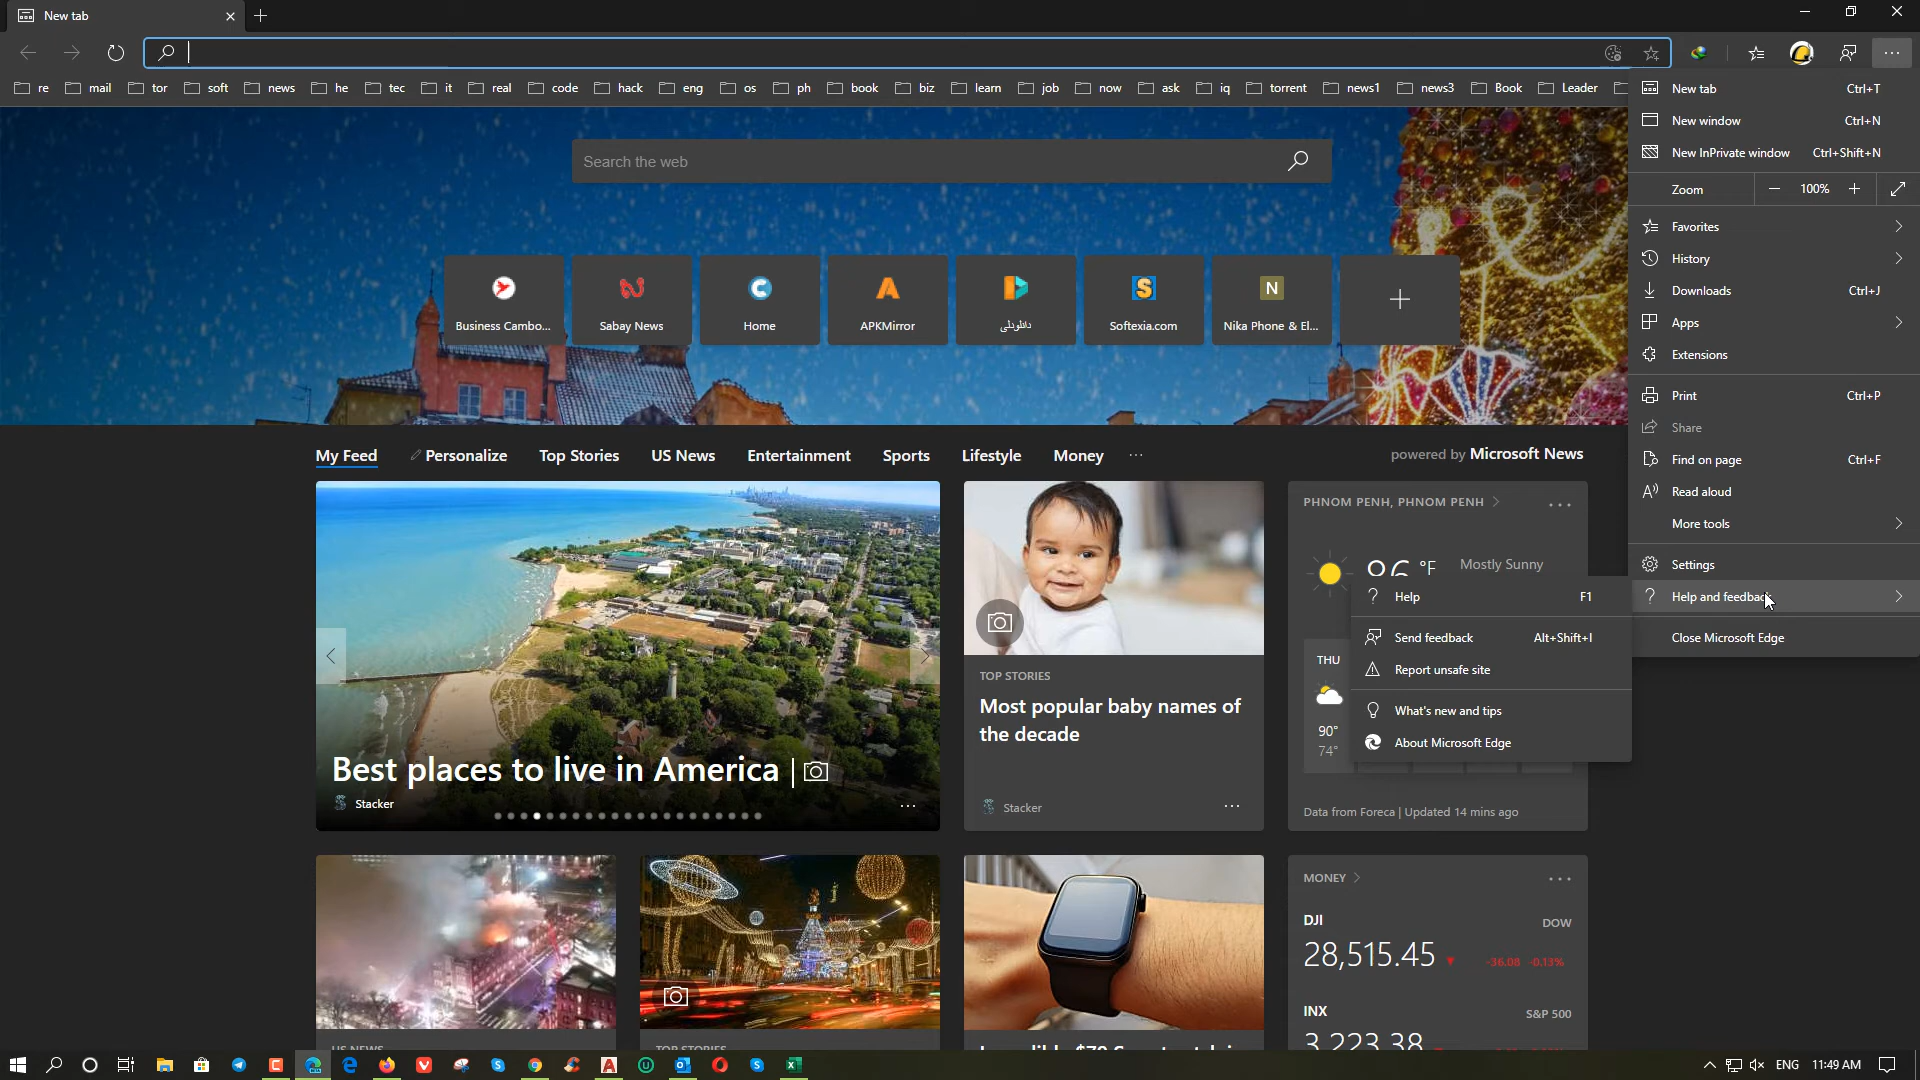 New tab
re mail tor soft news he tec it real code hack eng os ph book biz learn job now ask iq torrent news1 news3 Book Leader
New tab Ctrl+T
New window Ctrl+N
New InPrivate window Ctrl+Shift+N
Zoom 100%
Favorites
History
Downloads Ctrl+J
Apps
Extensions
Print Ctrl+P
Share
Find on page Ctrl+F
Read aloud
More tools
Settings
Help and feedback
Close Microsoft Edge
Help F1
Send feedback Alt+Shift+I
Report unsafe site
What's new and tips
About Microsoft Edge
Search the web
Business Cambo...
Sabay News
Home
APKMirror
دانلودلی
Softexia.com
N
Nika Phone & El...
My Feed Personalize Top Stories US News Entertainment Sports Lifestyle Money ...
powered by Microsoft News
Best places to live in America
Stacker
TOP STORIES
Most popular baby names of
the decade
Stacker
PHNOM PENH, PHNOM PENH
°F Mostly Sunny
THU
90°
74°
Data from Foreca | Updated 14 mins ago
US NEWS
TOP STORIES
MONEY
DJI DOW
28,515.45 -36.08 -0.13%
INX S&P 500
3,223.38
ENG 11:49 AM